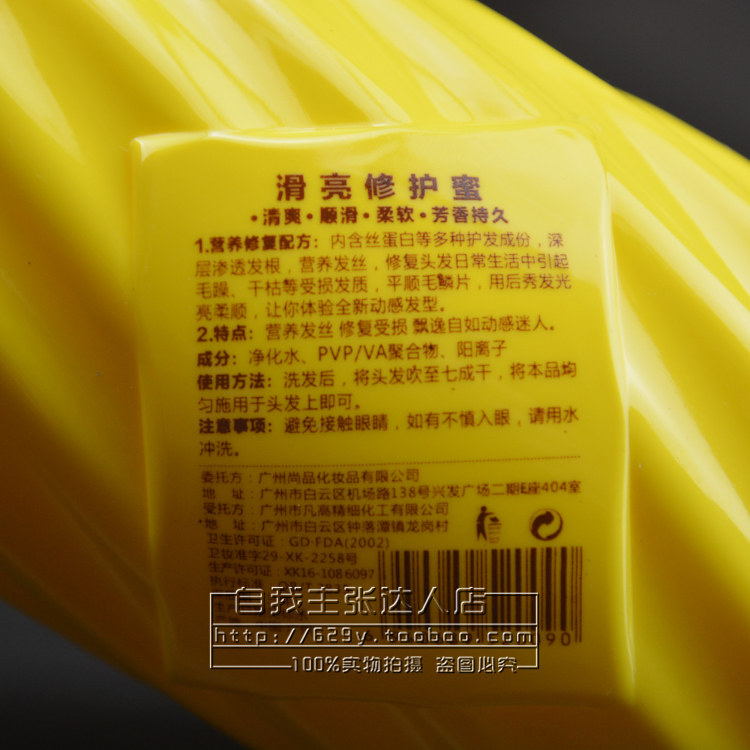 滑亮修护蜜
·清爽·顺滑·柔软·芳香持久
1.营养修复配方：内含丝蛋白等多种护发成份，深
层渗透发根，营养发丝，修复头发日常生活中引起
毛躁、干枯等受损发质，平顺毛鳞片，用后秀发光
亮柔顺，让你体验全新动感发型。
2.特点：营养发丝 修复受损 飘逸自如动感迷人。
成分：净化水、PVP/VA聚合物、阳离子
使用方法：洗发后，将头发吹至七成干，将本品均
匀施用于头发上即可。
注意事项：避免接触眼睛，如有不慎入眼，请用水
冲洗。
委托方：广州尚品化妆品有限公司
地 址：广州市白云区机场路138号兴发广场二期E座404室
受托方：广州市凡高精细化工有限公司
地 址：广州市白云区钟落潭镇龙岗村
卫生许可证：GD·FDA(2002)
卫妆准字29-XK-2258号
生产许可证：XK16-108 6097
执行标准：
自我主张达人店
http://629y.taobao.com
90
100%实物拍摄 盗图必究